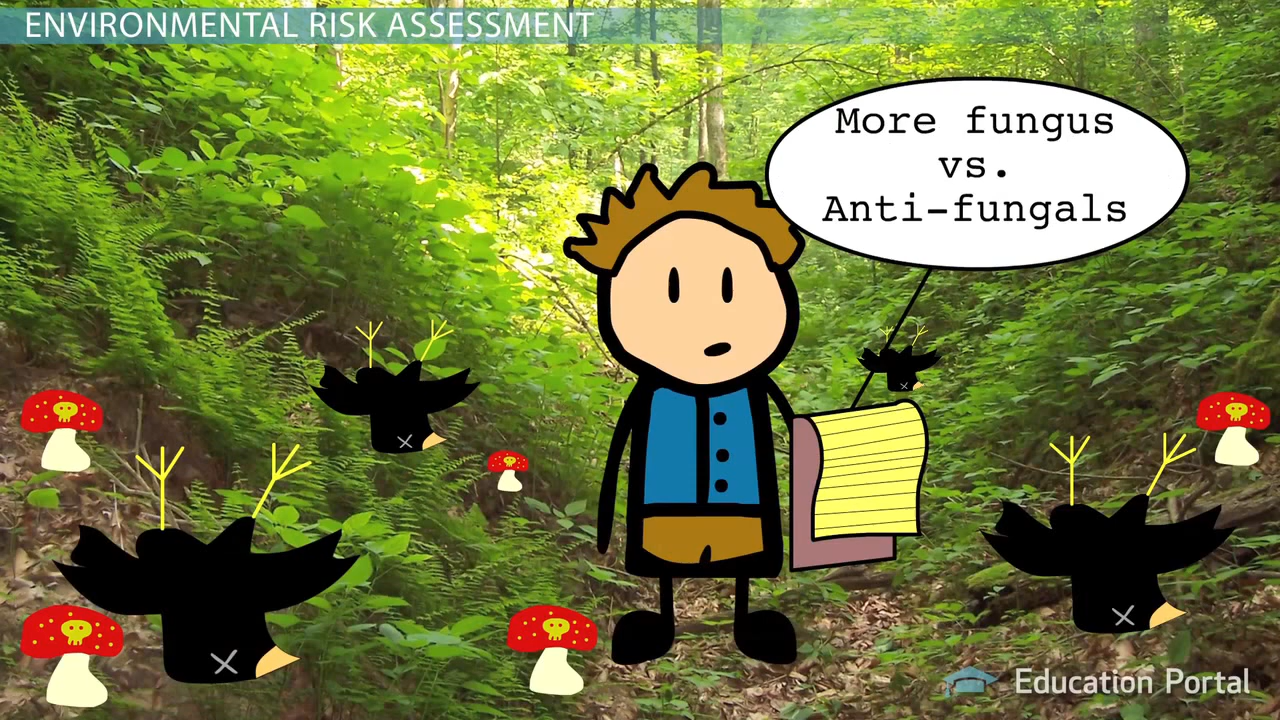 ENVIRONMENTAL RISK ASSESSMENT
More fungus
vs.
Anti-fungals
Education Portal